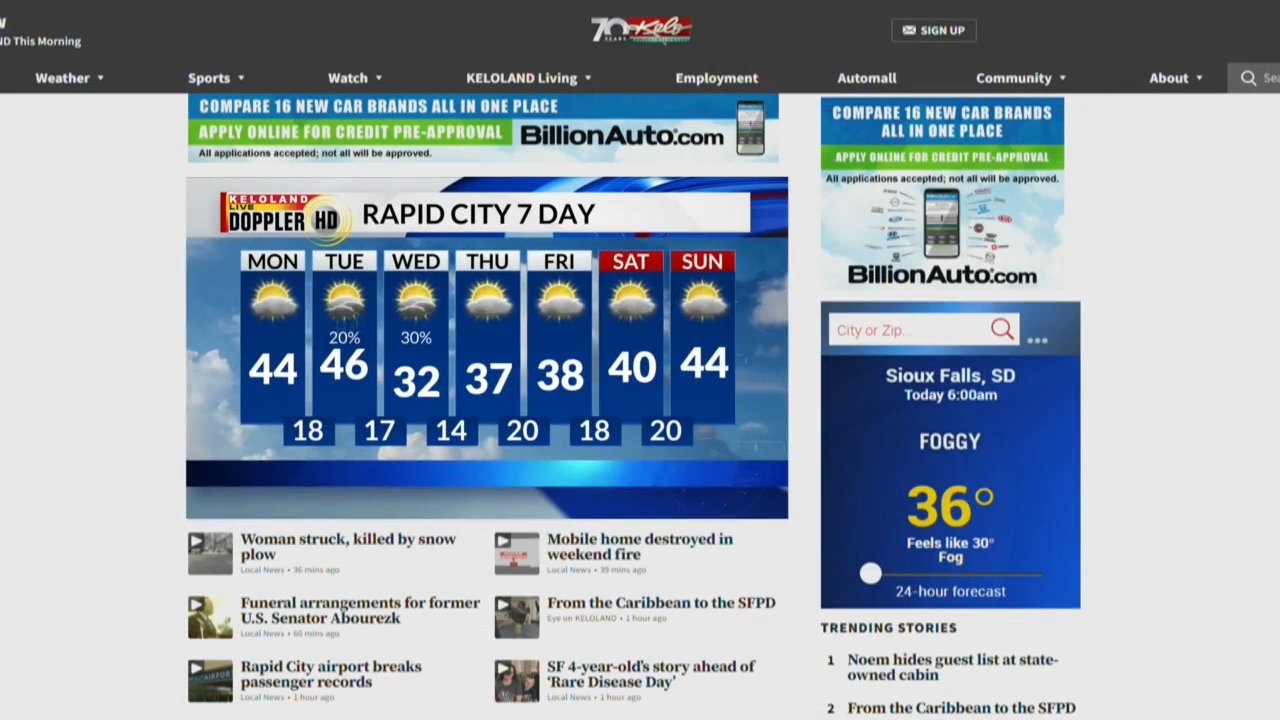 ND This Morning
70 YEARS Kelo
SIGN UP
Weather
Sports
Watch
KELOLAND Living
Employment
Automall
Community
About
COMPARE 16 NEW CAR BRANDS ALL IN ONE PLACE
APPLY ONLINE FOR CREDIT PRE-APPROVAL
BillionAuto.com
All applications accepted; not all will be approved.
COMPARE 16 NEW CAR BRANDS
ALL IN ONE PLACE
APPLY ONLINE FOR CREDIT PRE-APPROVAL
All applications accepted; not all will be approved.
BillionAuto.com
KELOLAND
LIVE
DOPPLER HD
RAPID CITY 7 DAY
MON TUE WED THU FRI SAT SUN
20% 30%
44 46 32 37 38 40 44
18 17 14 20 18 20
City or Zip...
Sioux Falls, SD
Today 6:00am
FOGGY
36°
Feels like 30°
Fog
24-hour forecast
Woman struck, killed by snow
plow
Local News • 36 mins ago
Mobile home destroyed in
weekend fire
Local News • 39 mins ago
Funeral arrangements for former
U.S. Senator Abourezk
Local News • 60 mins ago
From the Caribbean to the SFPD
Eye on KELOLAND • 1 hour ago
Rapid City airport breaks
passenger records
Local News • 1 hour ago
SF 4-year-old's story ahead of
'Rare Disease Day'
Local News • 1 hour ago
TRENDING STORIES
1 Noem hides guest list at state-
owned cabin
2 From the Caribbean to the SFPD